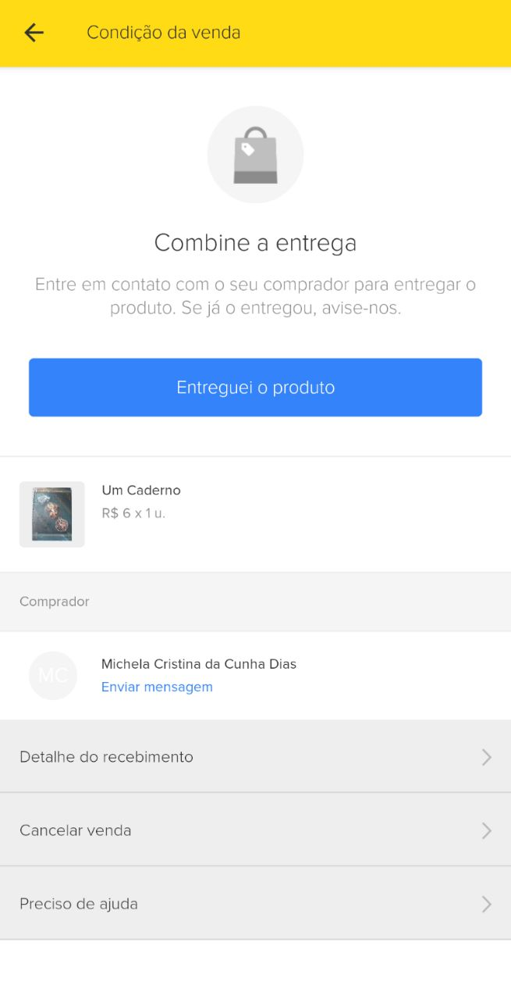 Condição da venda
Combine a entrega
Entre em contato com o seu comprador para entregar o
produto. Se já o entregou, avise-nos.
Entreguei o produto
Um Caderno
R$ 6 x 1 u.
Comprador
MC
Michela Cristina da Cunha Dias
Enviar mensagem
Detalhe do recebimento
Cancelar venda
Preciso de ajuda